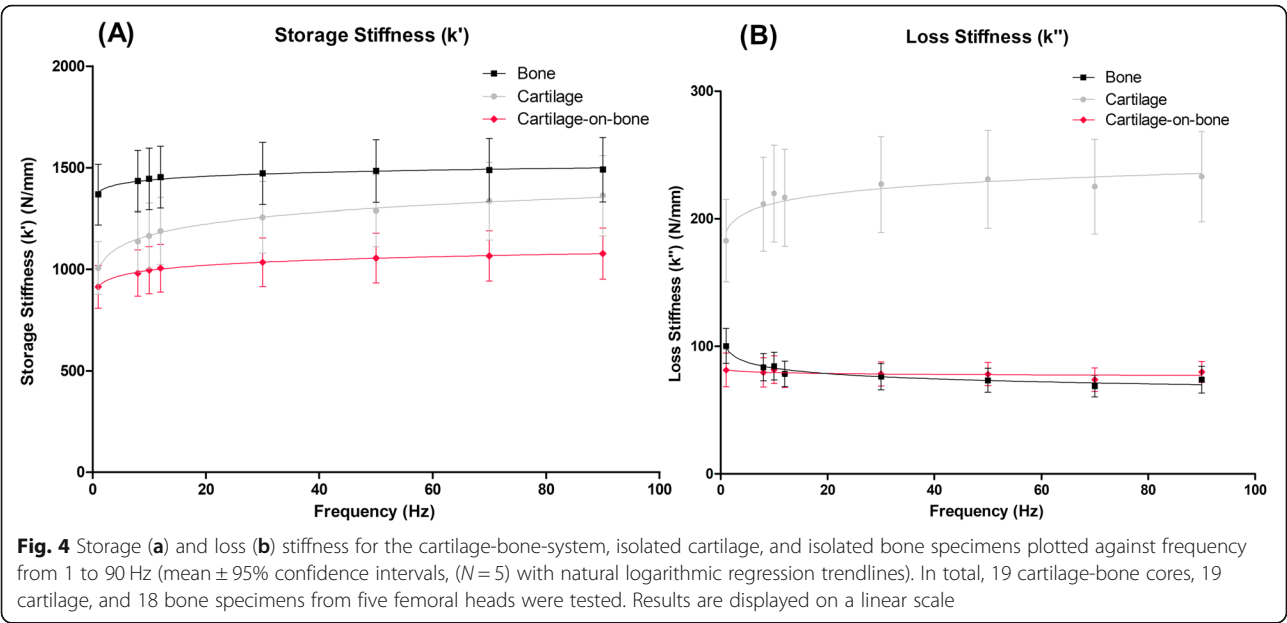 (A)
Storage Stiffness (k')
Bone
Cartilage
Cartilage-on-bone
Storage Stiffness (k') (N/mm)
2000
1500
1000
500
0
0 20 40 60 80 100
Frequency (Hz)
(B)
Loss Stiffness (k'')
Bone
Cartilage
Cartilage-on-bone
Loss Stiffness (k'') (N/mm)
300
200
100
0
0 20 40 60 80 100
Frequency (Hz)
Fig. 4 Storage (a) and loss (b) stiffness for the cartilage-bone-system, isolated cartilage, and isolated bone specimens plotted against frequency
from 1 to 90 Hz (mean ± 95% confidence intervals, (N = 5) with natural logarithmic regression trendlines). In total, 19 cartilage-bone cores, 19
cartilage, and 18 bone specimens from five femoral heads were tested. Results are displayed on a linear scale